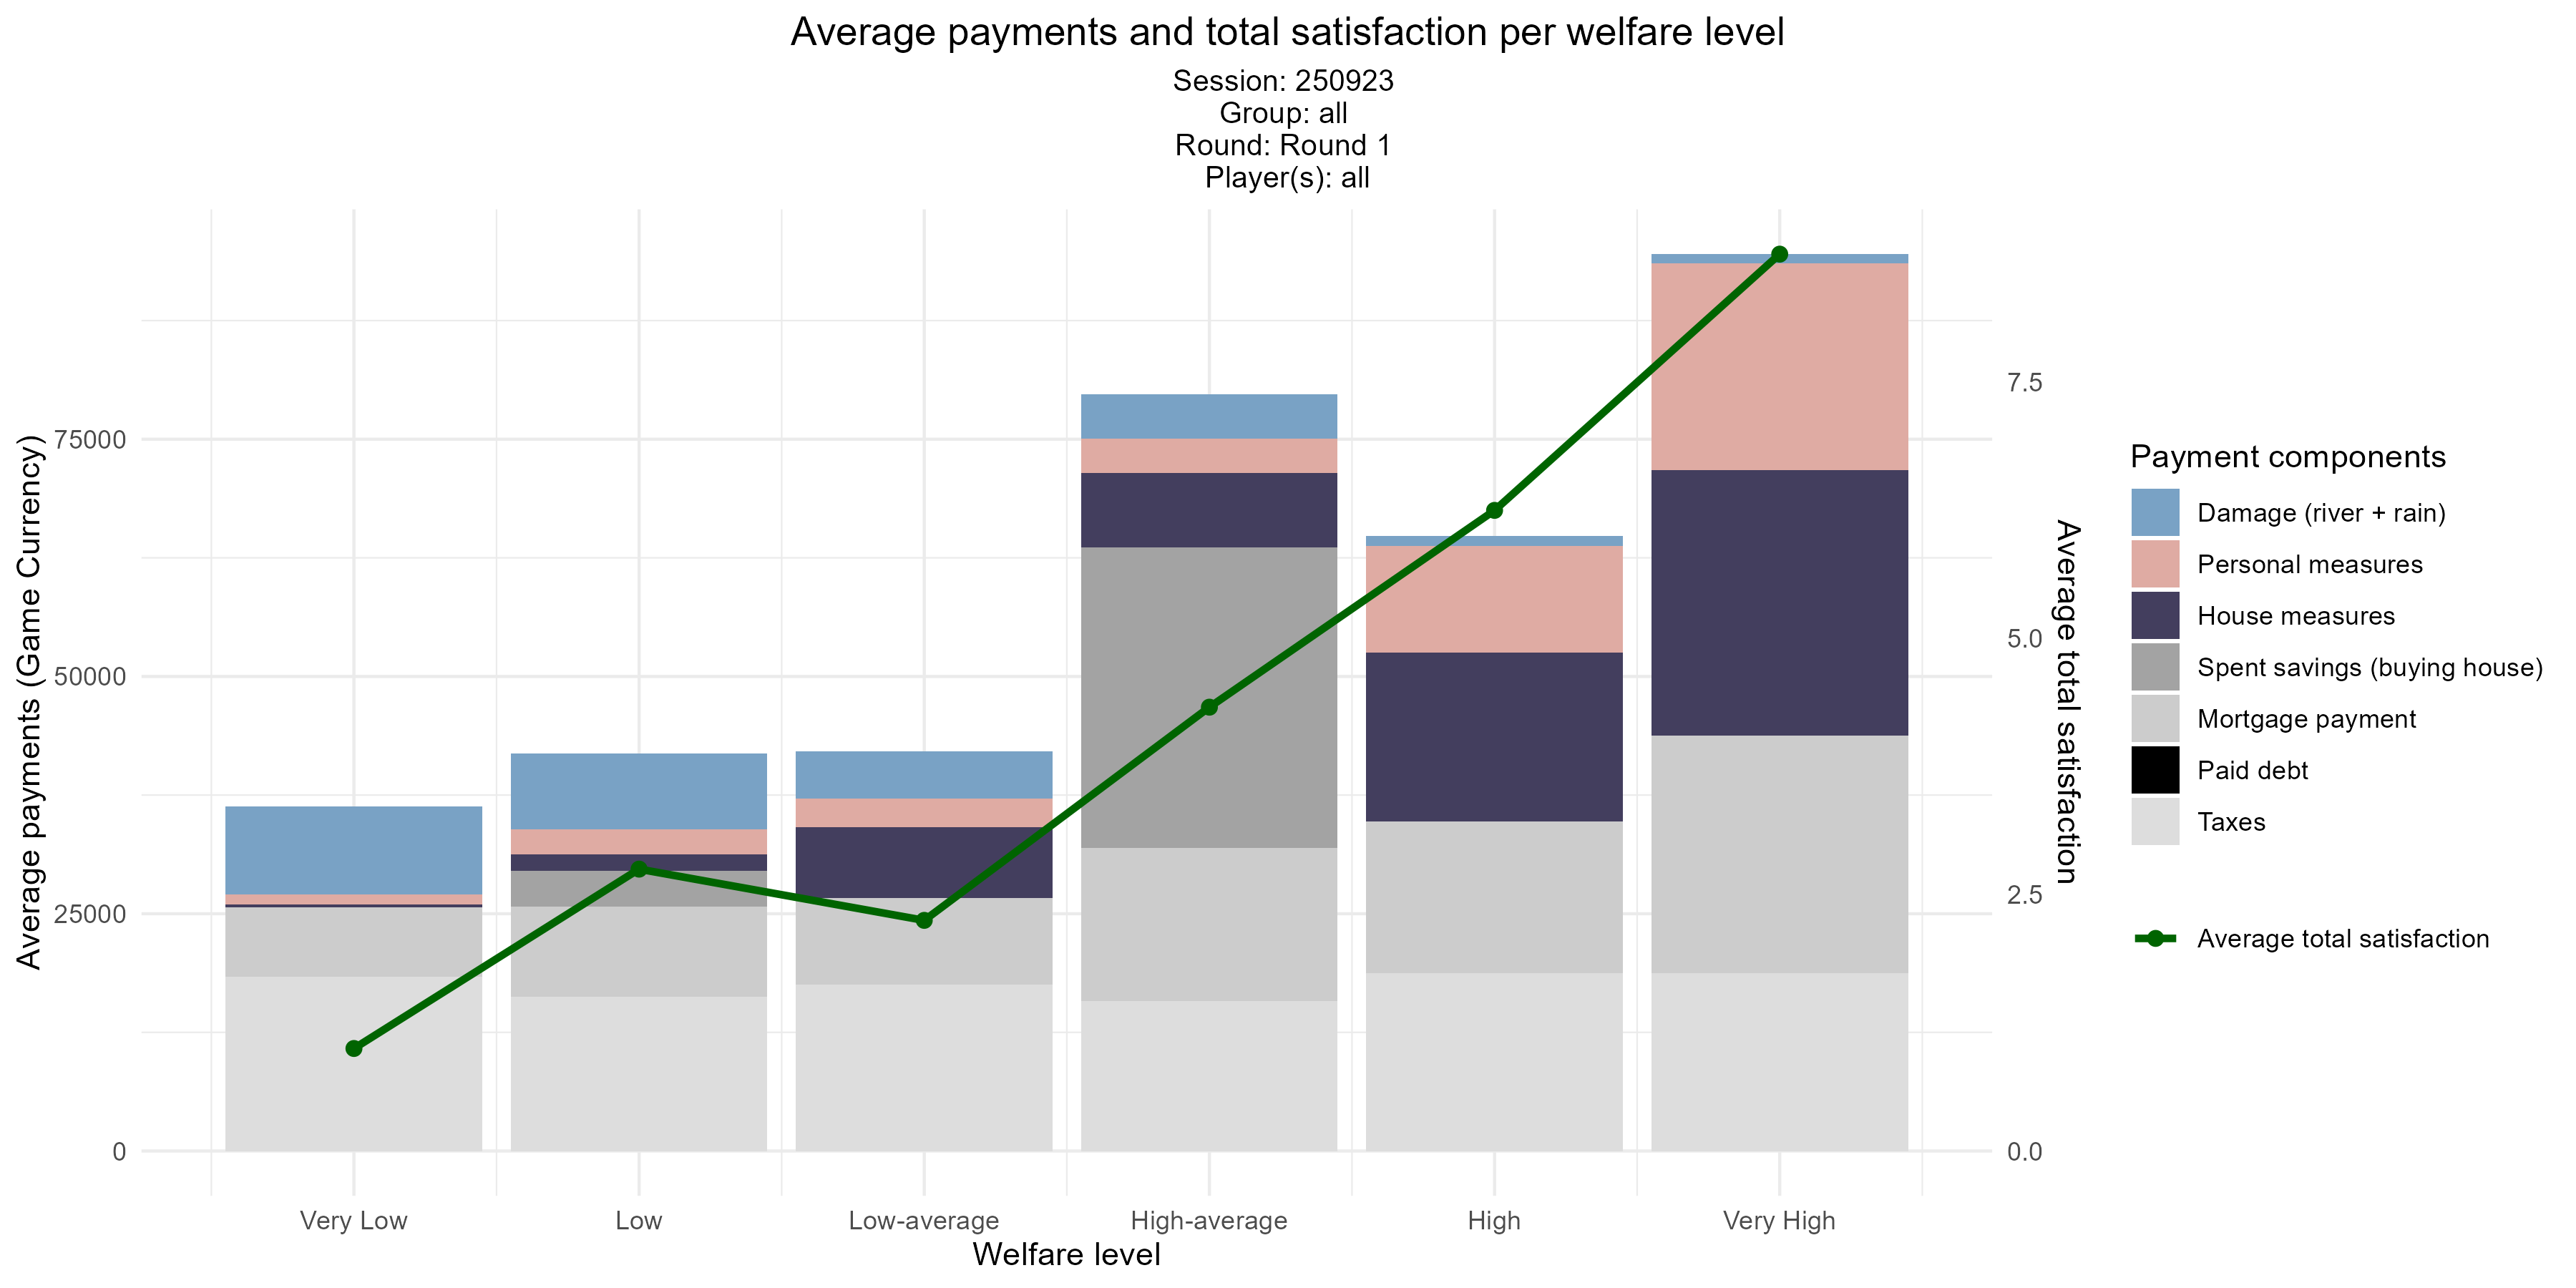 Average payments and total satisfaction per welfare level
Session: 250923
Group: all
Round: Round 1
Player(s): all
Average payments (Game Currency)
75000
50000
25000
0
7.5
5.0
2.5
0.0
Average total satisfaction
Very Low
Low
Low-average
High-average
High
Very High
Welfare level
Payment components
Damage (river + rain)
Personal measures
House measures
Spent savings (buying house)
Mortgage payment
Paid debt
Taxes
Average total satisfaction